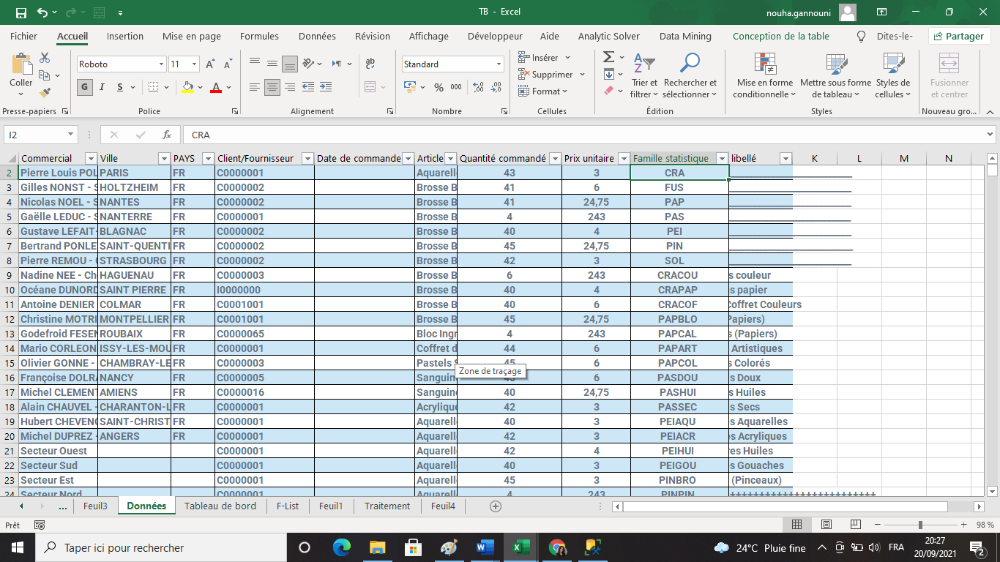 TB - Excel
nouha.gannouni
Fichier Accueil Insertion Mise en page Formules Données Révision Affichage Développeur Aide Analytic Solver Data Mining Conception de la table Dites-le- Partager
Coller
Roboto 11
G I S
Standard
% 000
Insérer
Supprimer
Format
Trier et filtrer
Rechercher et sélectionner
Mise en forme conditionnelle
Mettre sous forme de tableau
Styles de cellules
Fusionner et centrer
Presse-papiers Police Alignement Nombre Cellules Édition Styles Nouveau gro...
I2 fx CRA
Commercial Ville PAYS Client/Fournisseur Date de commande Article Quantité commandé Prix unitaire Famille statistique libellé K L M N
2 Pierre Louis POL PARIS FR C0000001 Aquarell 43 3 CRA
3 Gilles NONST - S HOLTZHEIM FR C0000002 Brosse B 41 6 FUS
4 Nicolas NOEL - S NANTES FR C0000002 Brosse B 41 24,75 PAP
5 Gaëlle LEDUC - S NANTERRE FR C0000001 Brosse B 4 243 PAS
6 Gustave LEFAIT- BLAGNAC FR C0000002 Brosse B 40 4 PEI
7 Bertrand PONLE SAINT-QUENTI FR C0000002 Brosse B 45 24,75 PIN
8 Pierre REMOU - C STRASBOURG FR C0000002 Brosse B 42 3 SOL
9 Nadine NEE - Che HAGUENAU FR C0000003 Brosse B 6 243 CRACOU s couleur
10 Océane DUNORD SAINT PIERRE FR I0000000 Brosse B 40 4 CRAPAP s papier
11 Antoine DENIER COLMAR FR C0001001 Brosse B 40 6 CRACOF Coffret Couleurs
12 Christine MOTRI MONTPELLIER FR C0001001 Brosse B 45 24,75 PAPBLO Papiers)
13 Godefroid FESEN ROUBAIX FR C0000065 Bloc Ingr 4 243 PAPCAL s (Papiers)
14 Mario CORLEON ISSY-LES-MOU FR C0000001 Coffret d 44 6 PAPART Artistiques
15 Olivier GONNE - CHAMBRAY-LE FR C0000003 Pastels S 45 6 PAPCOL s Colorés
Zone de traçage
16 Françoise DOLRA NANCY FR C0000005 Sanguin 6 PASDOU s Doux
17 Michel CLEMENT AMIENS FR C0000016 Sanguin 40 24,75 PASHUI s Huiles
18 Alain CHAUVEL - CHARANTON-L FR C0000001 Acrylique 42 3 PASSEC s Secs
19 Hubert CHEVENO SAINT-CHRIST FR C0000001 Aquarell 40 3 PEIAQU s Aquarelles
20 Michel DUPREZ - ANGERS FR C0000001 Aquarell 42 3 PEIACR es Acryliques
21 Secteur Ouest C0000001 Aquarell 42 4 PEIHUI es Huiles
22 Secteur Sud C0000001 Aquarell 40 3 PEIGOU s Gouaches
23 Secteur Est C0000001 Aquarell 45 3 PINBRO (Pinceaux)
24 Secteur Nord C0000001 Aquarell 4 243 PINPIN
... Feuil3 Données Tableau de bord F-List Feuil1 Traitement Feuil4
Prêt 98 %
Taper ici pour rechercher
24°C Pluie fine FRA 20:27
20/09/2021 2